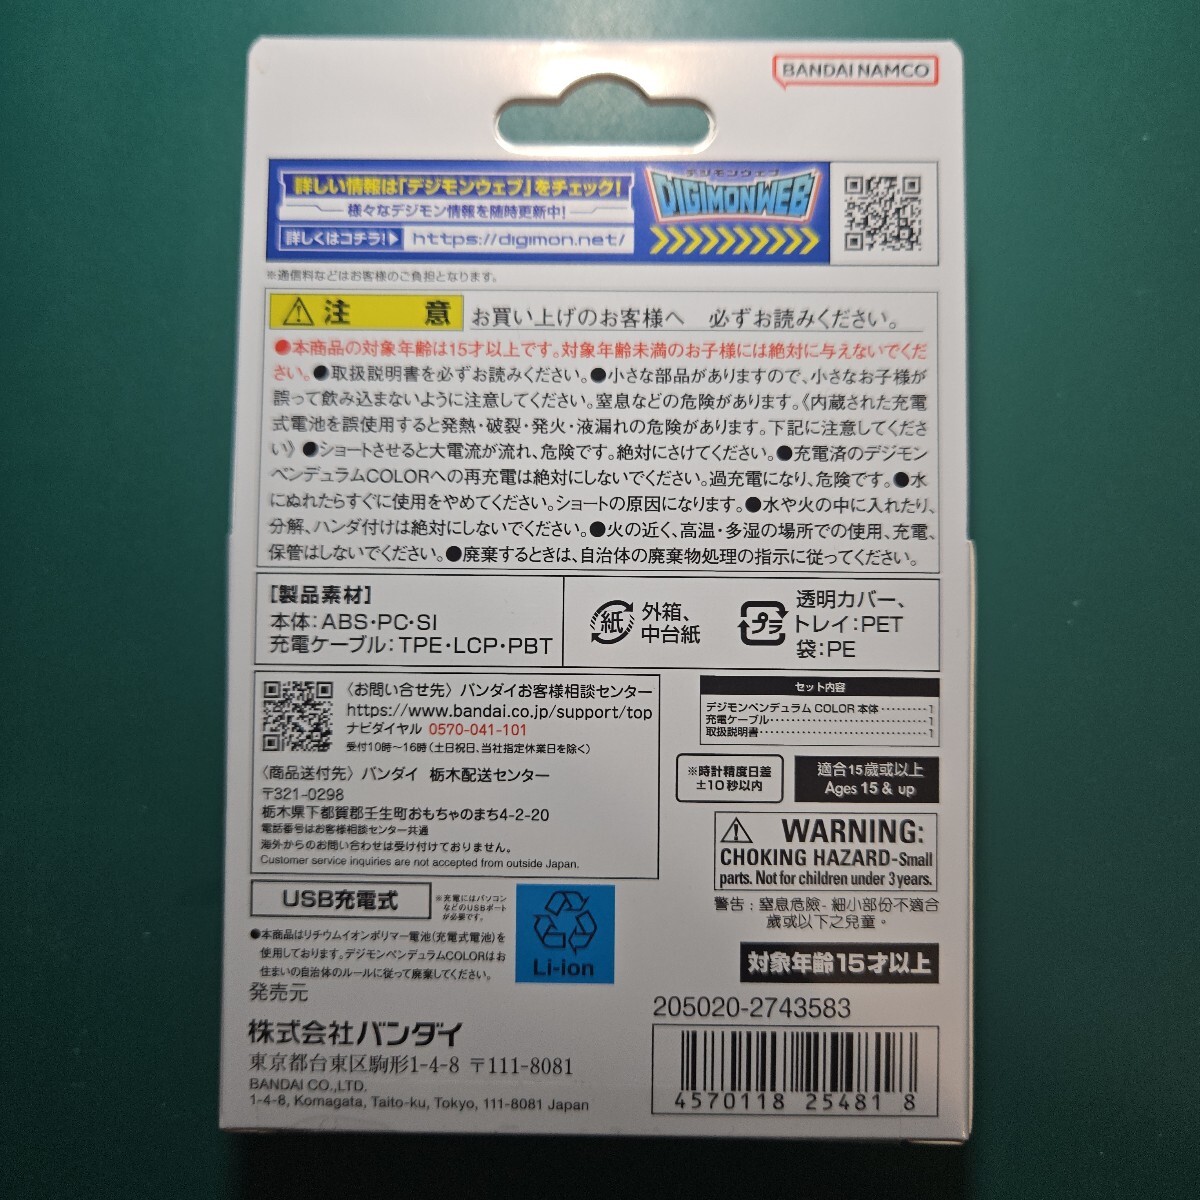 BANDAI NAMCO
詳しい情報は「デジモンウェブ」をチェック！
様々なデジモン情報を随時更新中！
詳しくはコチラ！▶ https://digimon.net/
デジモンウェブ
DIGIMONWEB
※通信料などはお客様のご負担となります。
⚠注意 お買い上げのお客様へ 必ずお読みください。
●本商品の対象年齢は15才以上です。対象年齢未満のお子様には絶対に与えないでくだ
さい。●取扱説明書を必ずお読みください。●小さな部品がありますので、小さなお子様が
誤って飲み込まないように注意してください。窒息などの危険があります。《内蔵された充電
式電池を誤使用すると発熱・破裂・発火・液漏れの危険があります。下記に注意してくださ
い》●ショートさせると大電流が流れ、危険です。絶対にさけてください。●充電済のデジモン
ペンデュラムCOLORへの再充電は絶対にしないでください。過充電になり、危険です。●水
にぬれたらすぐに使用をやめてください。ショートの原因になります。●水や火の中に入れたり、
分解、ハンダ付けは絶対にしないでください。●火の近く、高温・多湿の場所での使用、充電、
保管はしないでください。●廃棄するときは、自治体の廃棄物処理の指示に従ってください。
【製品素材】
本体：ABS・PC・SI
充電ケーブル：TPE・LCP・PBT
紙
外箱、
中台紙
プラ
透明カバー、
トレイ：PET
袋：PE
〈お問い合せ先〉バンダイお客様相談センター
https://www.bandai.co.jp/support/top
ナビダイヤル 0570-041-101
受付10時～16時（土日祝日、当社指定休業日を除く）
〈商品送付先〉バンダイ 栃木配送センター
〒321-0298
栃木県下都賀郡壬生町おもちゃのまち4-2-20
電話番号はお客様相談センター共通
海外からのお問い合わせは受け付けておりません。
Customer service inquiries are not accepted from outside Japan.
セット内容
デジモンペンデュラム COLOR 本体………1
充電ケーブル………1
取扱説明書………1
※時計精度日差
±10秒以内
適合15歲或以上
Ages 15 & up
⚠ WARNING:
CHOKING HAZARD-Small
parts. Not for children under 3 years.
警告：窒息危險-細小部份不適合
歲或以下之兒童。
対象年齢15才以上
USB充電式
※充電にはパソコン
などのUSBポート
が必要です。
●本商品はリチウムイオンポリマー電池（充電式電池）を
使用しております。デジモンペンデュラムCOLORはお
住まいの自治体のルールに従って廃棄してください。
Li-ion
発売元
株式会社バンダイ
東京都台東区駒形1-4-8 〒111-8081
BANDAI CO.,LTD.
1-4-8, Komagata, Taito-ku, Tokyo, 111-8081 Japan
205020-2743583
4570118 25481 8